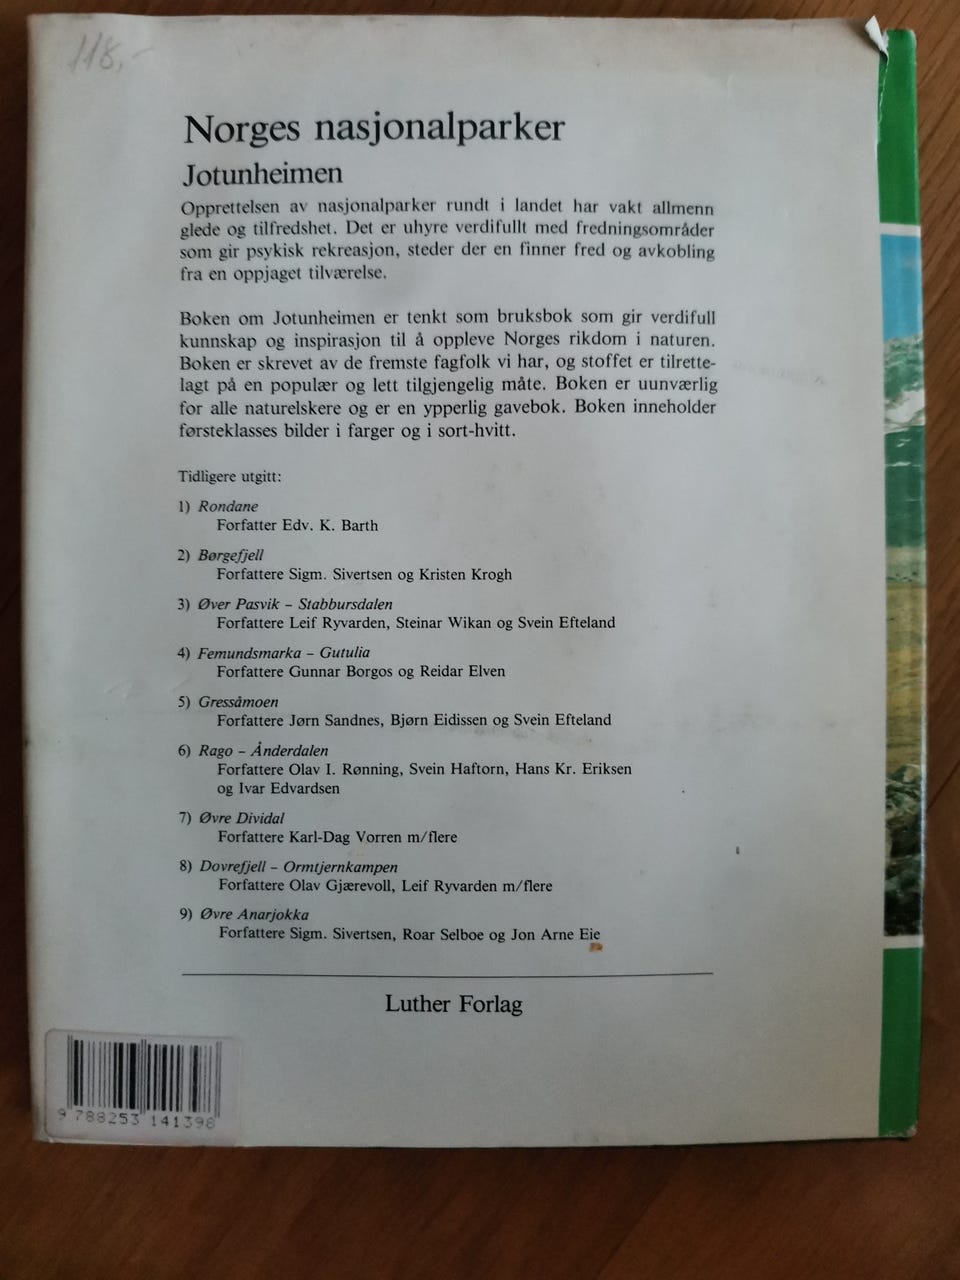 118,-
Norges nasjonalparker
Jotunheimen
Opprettelsen av nasjonalparker rundt i landet har vakt allmenn
glede og tilfredshet. Det er uhyre verdifullt med fredningsområder
som gir psykisk rekreasjon, steder der en finner fred og avkobling
fra en oppjaget tilværelse.
Boken om Jotunheimen er tenkt som bruksbok som gir verdifull
kunnskap og inspirasjon til å oppleve Norges rikdom i naturen.
Boken er skrevet av de fremste fagfolk vi har, og stoffet er tilrette-
lagt på en populær og lett tilgjengelig måte. Boken er uunværlig
for alle naturelskere og er en ypperlig gavebok. Boken inneholder
førsteklasses bilder i farger og i sort-hvitt.
Tidligere utgitt:
1) Rondane
Forfatter Edv. K. Barth
2) Børgefjell
Forfattere Sigm. Sivertsen og Kristen Krogh
3) Øver Pasvik – Stabbursdalen
Forfattere Leif Ryvarden, Steinar Wikan og Svein Efteland
4) Femundsmarka – Gutulia
Forfattere Gunnar Borgos og Reidar Elven
5) Gressåmoen
Forfattere Jørn Sandnes, Bjørn Eidissen og Svein Efteland
6) Rago – Ånderdalen
Forfattere Olav I. Rønning, Svein Haftorn, Hans Kr. Eriksen
og Ivar Edvardsen
7) Øvre Dividal
Forfattere Karl-Dag Vorren m/flere
8) Dovrefjell – Ormtjernkampen
Forfattere Olav Gjærevoll, Leif Ryvarden m/flere
9) Øvre Anarjokka
Forfattere Sigm. Sivertsen, Roar Selboe og Jon Arne Eie
Luther Forlag
9 788253 141398